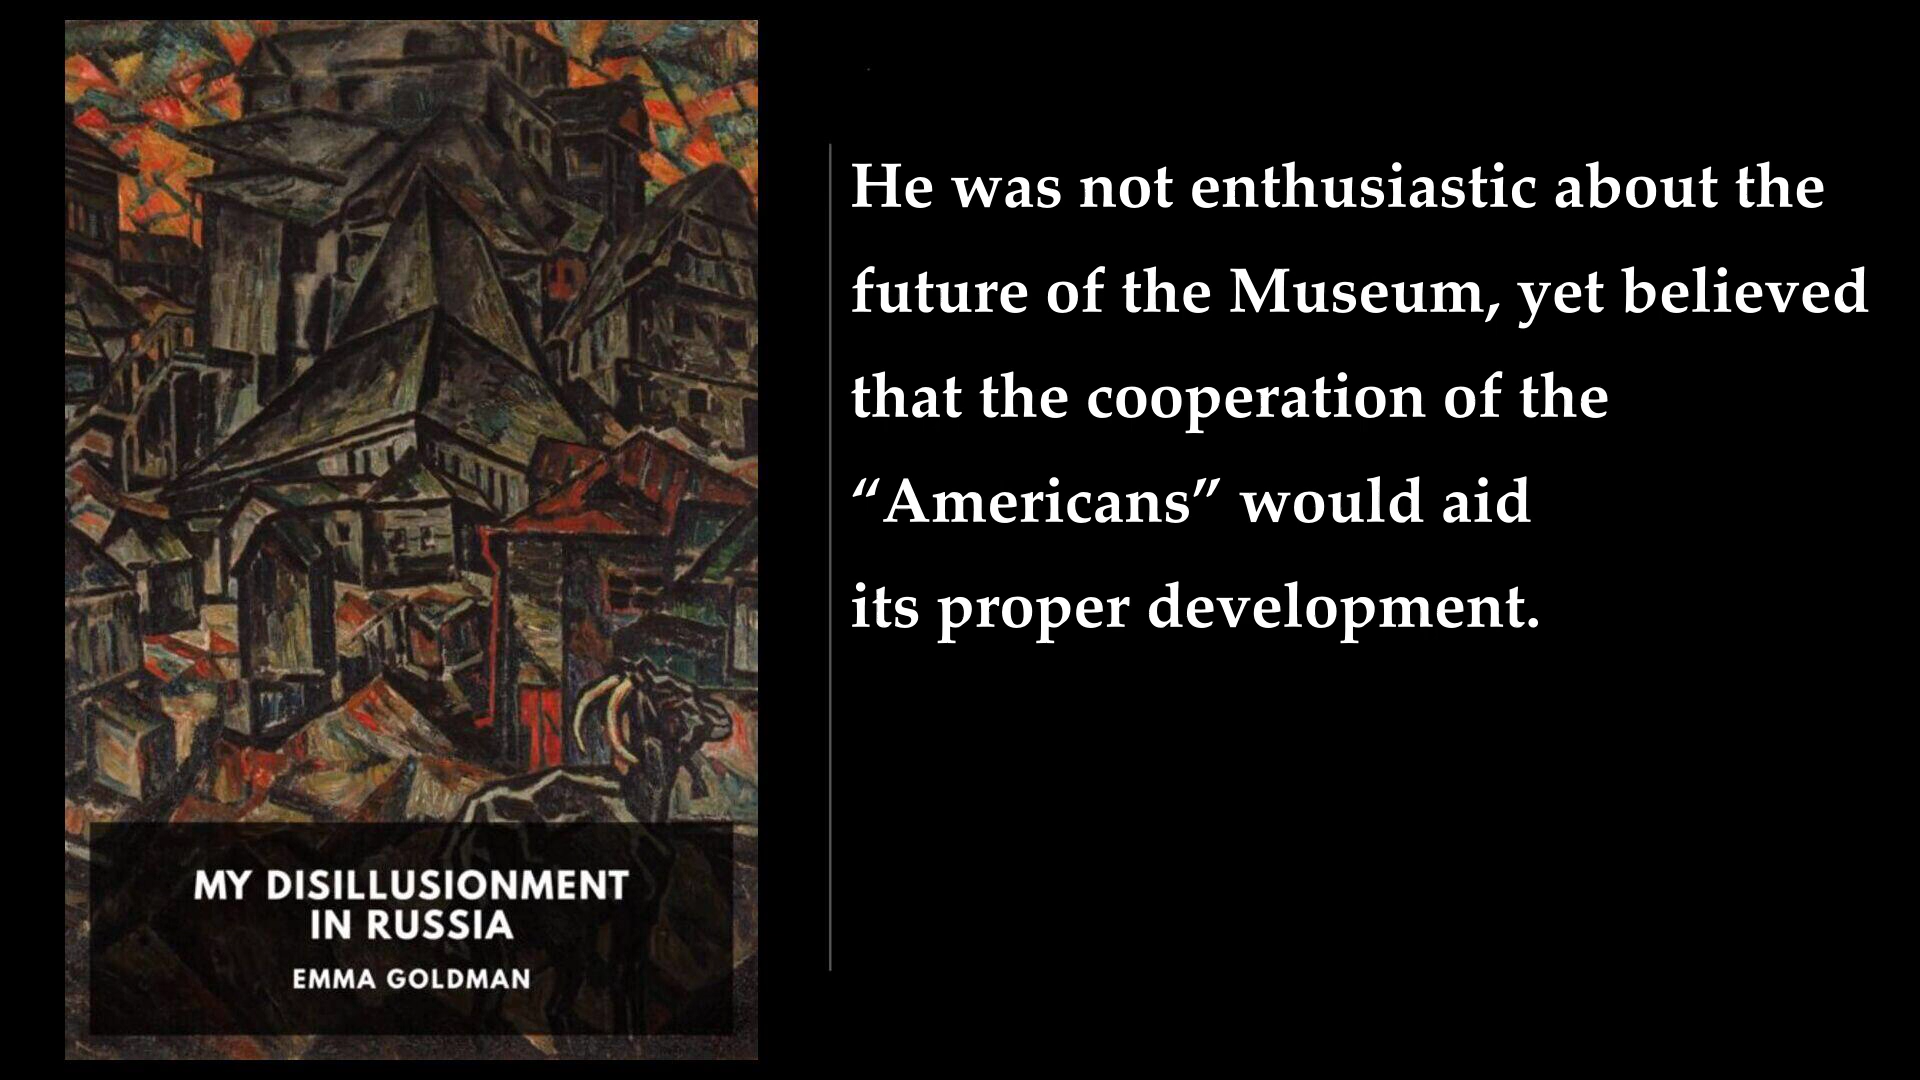 He was not enthusiastic about the
future of the Museum, yet believed
that the cooperation of the
“Americans” would aid
its proper development.
MY DISILLUSIONMENT
IN RUSSIA
EMMA GOLDMAN